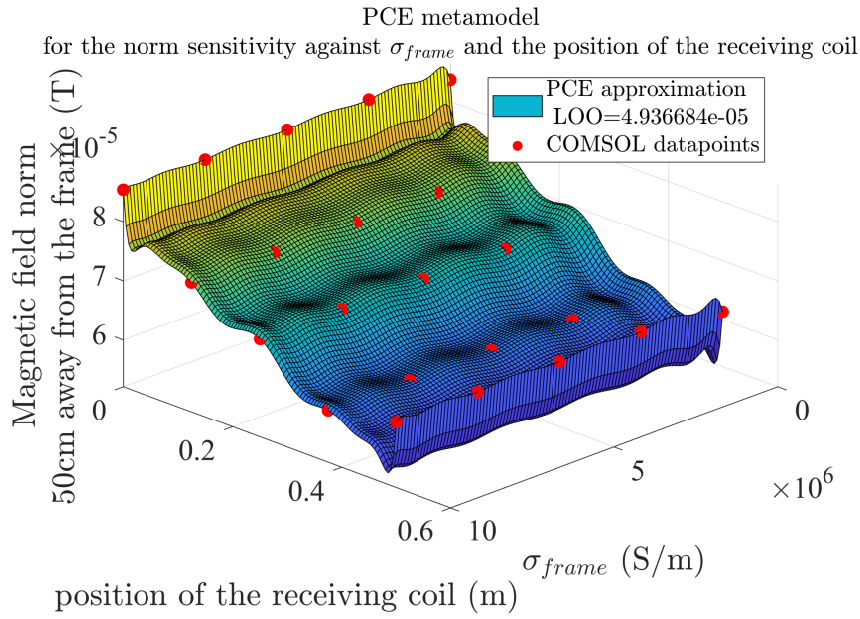 PCE metamodel
for the norm sensitivity against σ_frame and the position of the receiving coil
PCE approximation
LOO=4.936684e-05
COMSOL datapoints
×10^-5
8
7
6
Magnetic field norm
50cm away from the frame (T)
0
0.2
0.4
0.6
position of the receiving coil (m)
10
5
0
×10^6
σ_frame (S/m)